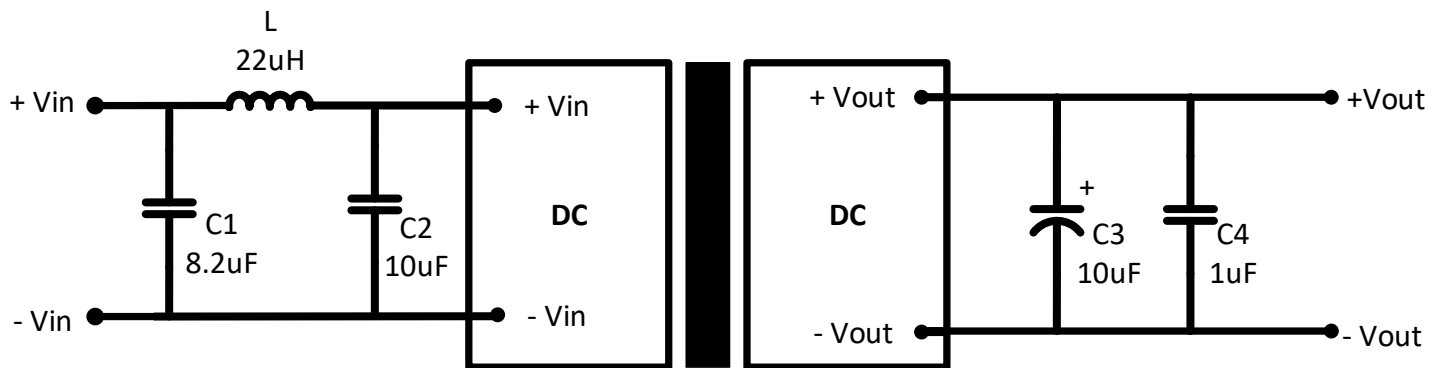 L
22uH
+ Vin
+ Vin
+ Vout
+Vout
C1
8.2uF
C2
10uF
DC
DC
+
C3
10uF
C4
1uF
- Vin
- Vin
- Vout
- Vout